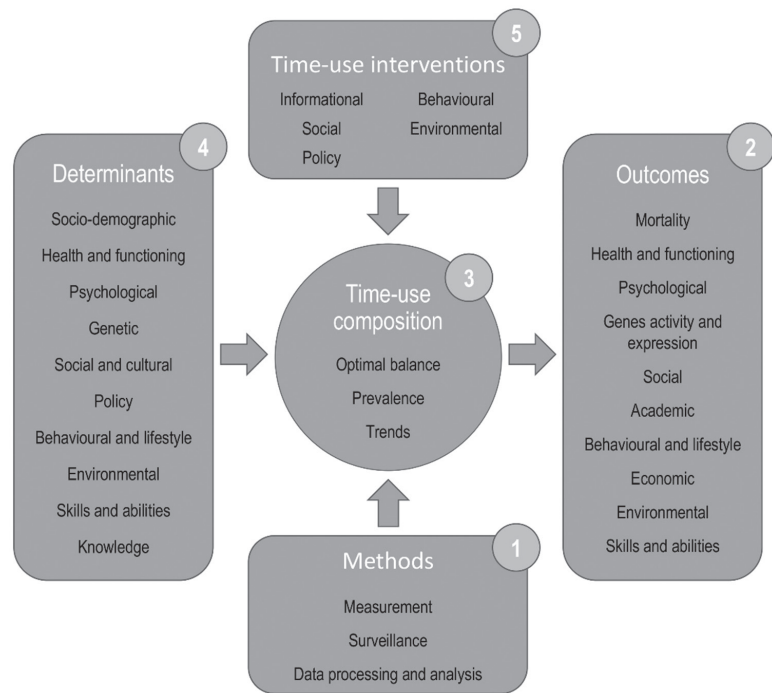 5
Time-use interventions
Informational Behavioural
Social Environmental
Policy
4
Determinants
Socio-demographic
Health and functioning
Psychological
Genetic
Social and cultural
Policy
Behavioural and lifestyle
Environmental
Skills and abilities
Knowledge
3
Time-use
composition
Optimal balance
Prevalence
Trends
2
Outcomes
Mortality
Health and functioning
Psychological
Genes activity and
expression
Social
Academic
Behavioural and lifestyle
Economic
Environmental
Skills and abilities
1
Methods
Measurement
Surveillance
Data processing and analysis